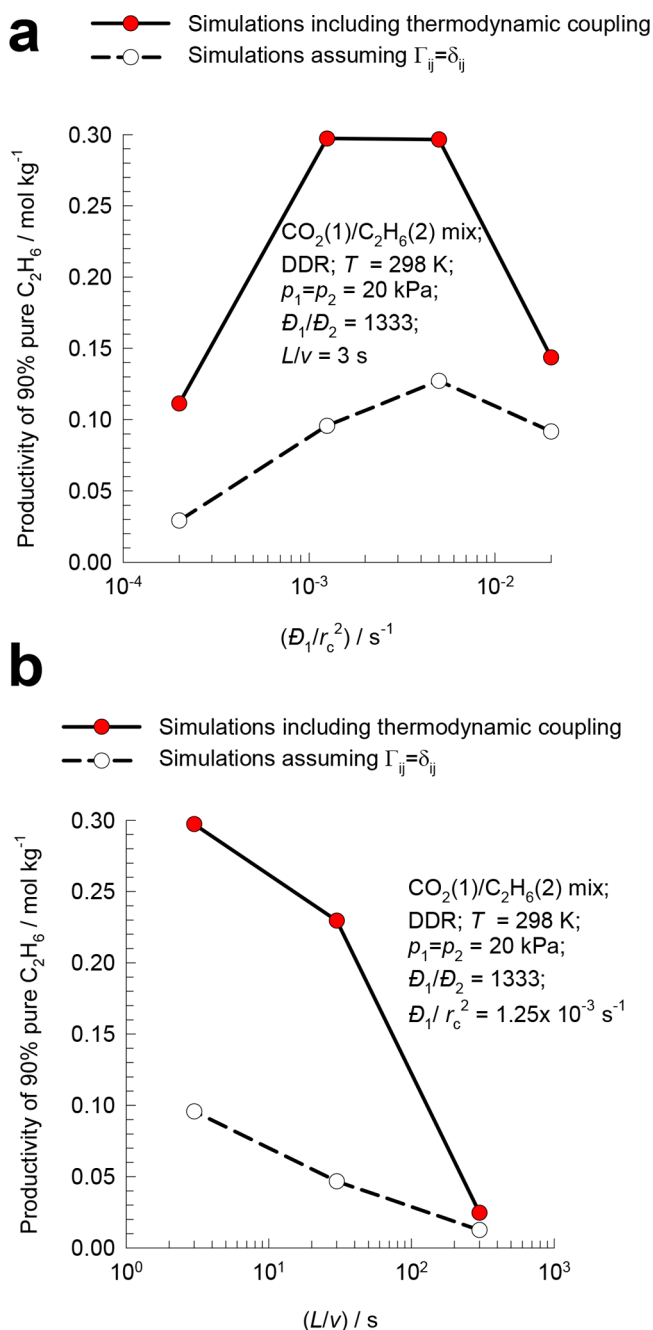 a
Simulations including thermodynamic coupling
Simulations assuming Γij=δij
Productivity of 90% pure C2H6 / mol kg-1
0.30
0.25
0.20
0.15
0.10
0.05
0.00
CO2(1)/C2H6(2) mix;
DDR; T = 298 K;
p1=p2 = 20 kPa;
Đ1/Đ2 = 1333;
L/v = 3 s
10-4
10-3
10-2
(Đ1/rc2) / s-1
b
Simulations including thermodynamic coupling
Simulations assuming Γij=δij
Productivity of 90% pure C2H6 / mol kg-1
0.30
0.25
0.20
0.15
0.10
0.05
0.00
CO2(1)/C2H6(2) mix;
DDR; T = 298 K;
p1=p2 = 20 kPa;
Đ1/Đ2 = 1333;
Đ1/ rc2 = 1.25x 10-3 s-1
100
101
102
103
(L/v) / s